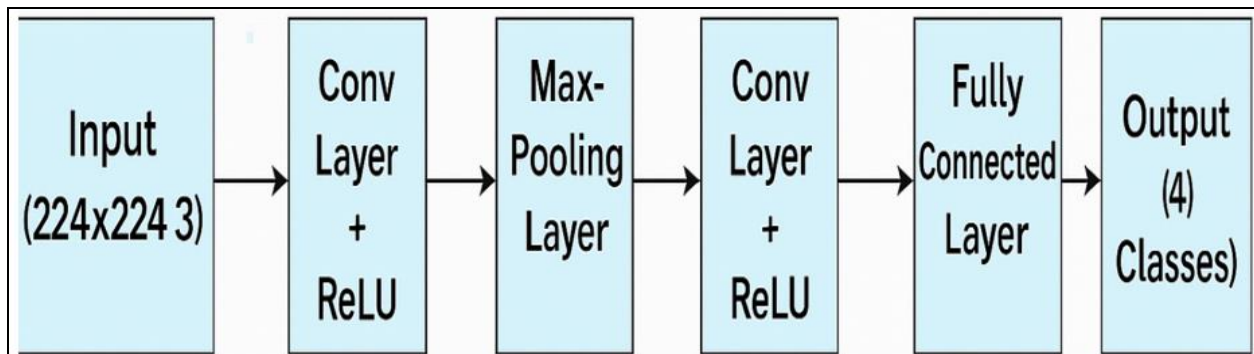 Input
(224x224 3)
Conv
Layer
+
ReLU
Max-
Pooling
Layer
Conv
Layer
+
ReLU
Fully
Connected
Layer
Output
(4)
Classes)